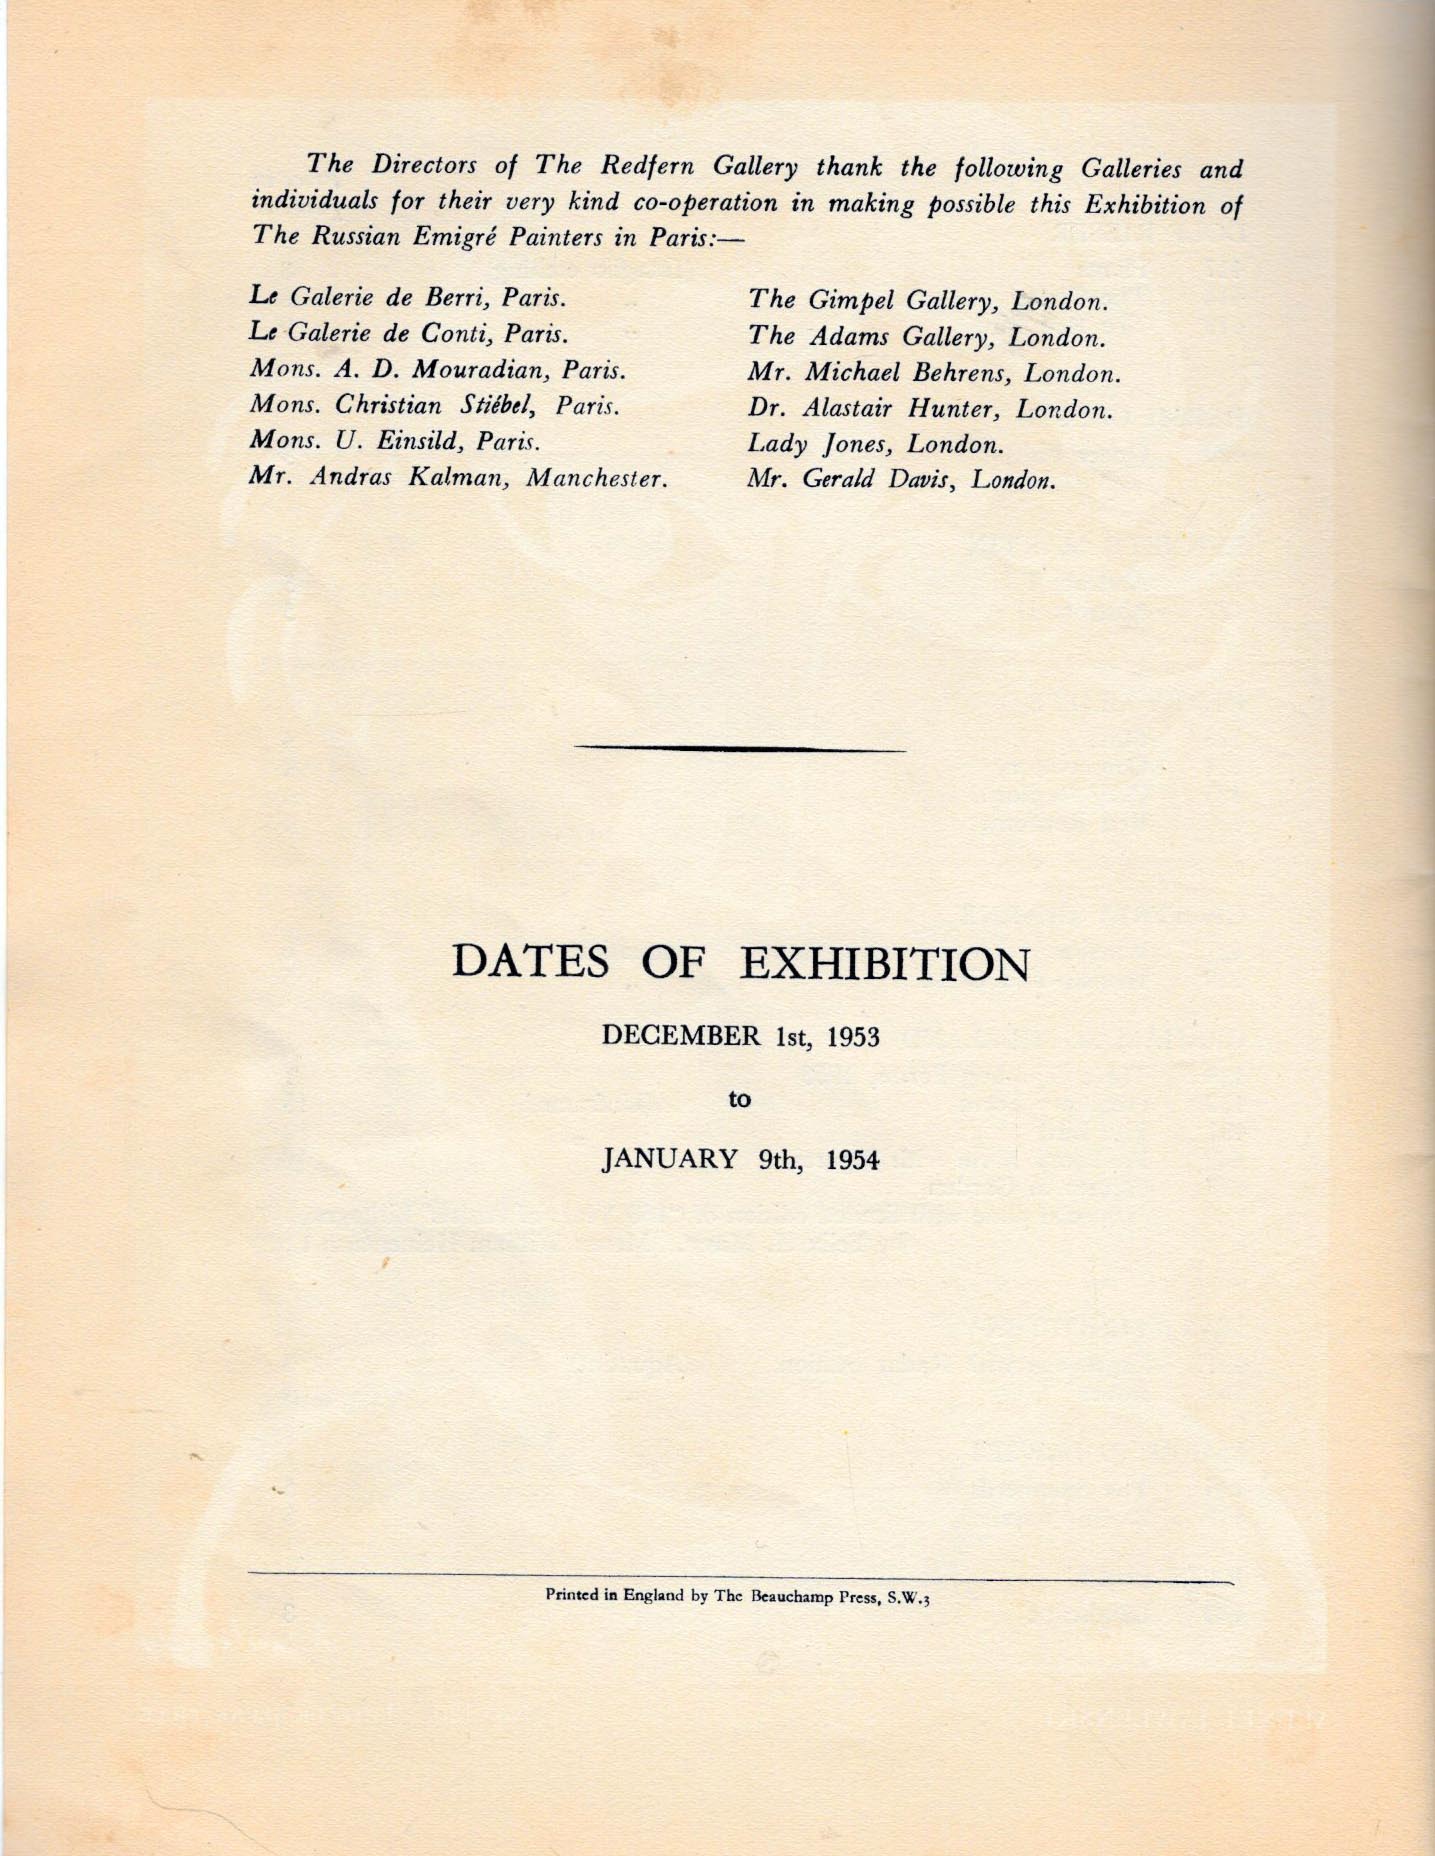 The Directors of The Redfern Gallery thank the following Galleries and
individuals for their very kind co-operation in making possible this Exhibition of
The Russian Emigré Painters in Paris:—
Le Galerie de Berri, Paris.
Le Galerie de Conti, Paris.
Mons. A. D. Mouradian, Paris.
Mons. Christian Stiébel, Paris.
Mons. U. Einsild, Paris.
Mr. Andras Kalman, Manchester.
The Gimpel Gallery, London.
The Adams Gallery, London.
Mr. Michael Behrens, London.
Dr. Alastair Hunter, London.
Lady Jones, London.
Mr. Gerald Davis, London.
DATES OF EXHIBITION
DECEMBER 1st, 1953
to
JANUARY 9th, 1954
Printed in England by The Beauchamp Press, S.W.3